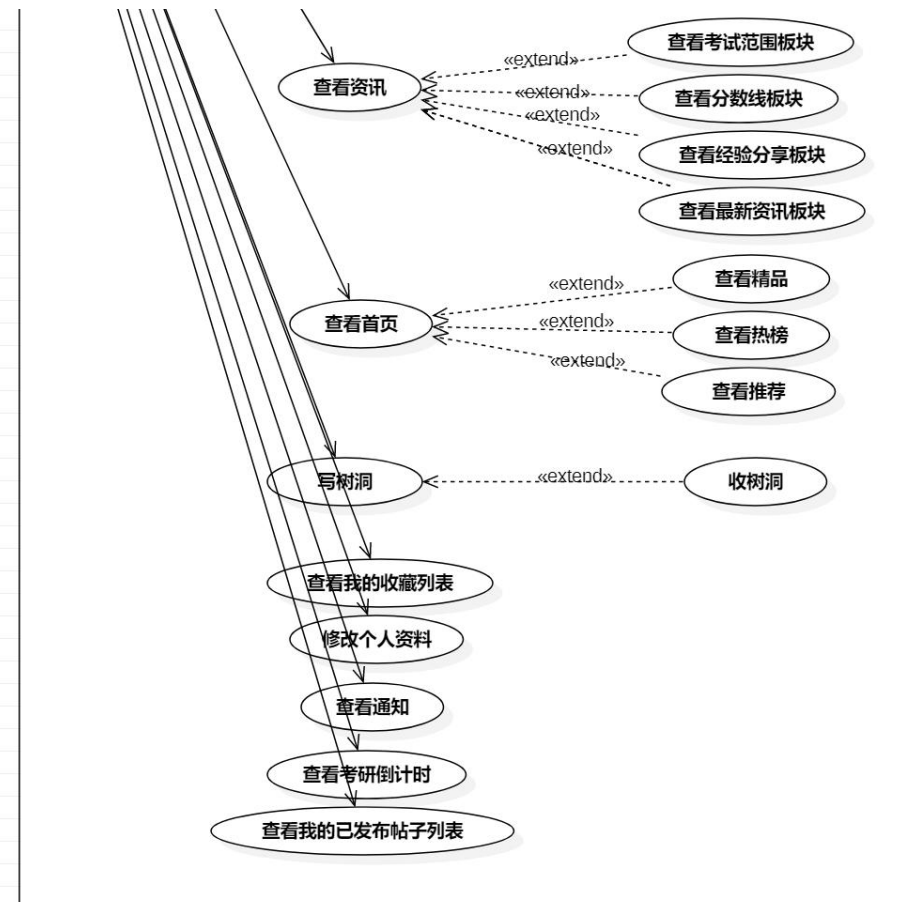 查看考试范围板块
«extend»
查看资讯
«extend»
查看分数线板块
«extend»
«extend»
查看经验分享板块
查看最新资讯板块
查看精品
«extend»
查看首页
«extend»
查看热榜
«extend»
查看推荐
写树洞
«extend»
收树洞
查看我的收藏列表
修改个人资料
查看通知
查看考研倒计时
查看我的已发布帖子列表